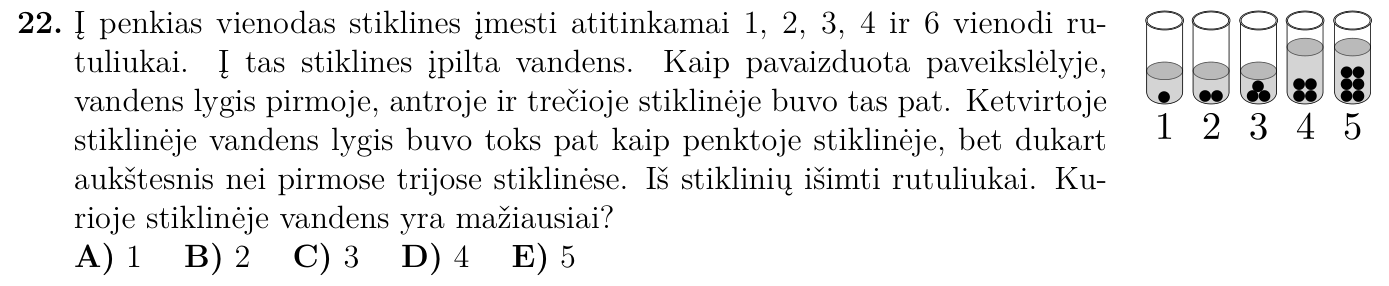 22. Į penkias vienodas stiklines įmesti atitinkamai 1, 2, 3, 4 ir 6 vienodi ru-
tuliukai. Į tas stiklines įpilta vandens. Kaip pavaizduota paveikslėlyje,
vandens lygis pirmoje, antroje ir trečioje stiklinėje buvo tas pat. Ketvirtoje
stiklinėje vandens lygis buvo toks pat kaip penktoje stiklinėje, bet dukart
aukštesnis nei pirmose trijose stiklinėse. Iš stiklinių išimti rutuliukai. Ku-
rioje stiklinėje vandens yra mažiausiai?
A) 1 B) 2 C) 3 D) 4 E) 5
1 2 3 4 5